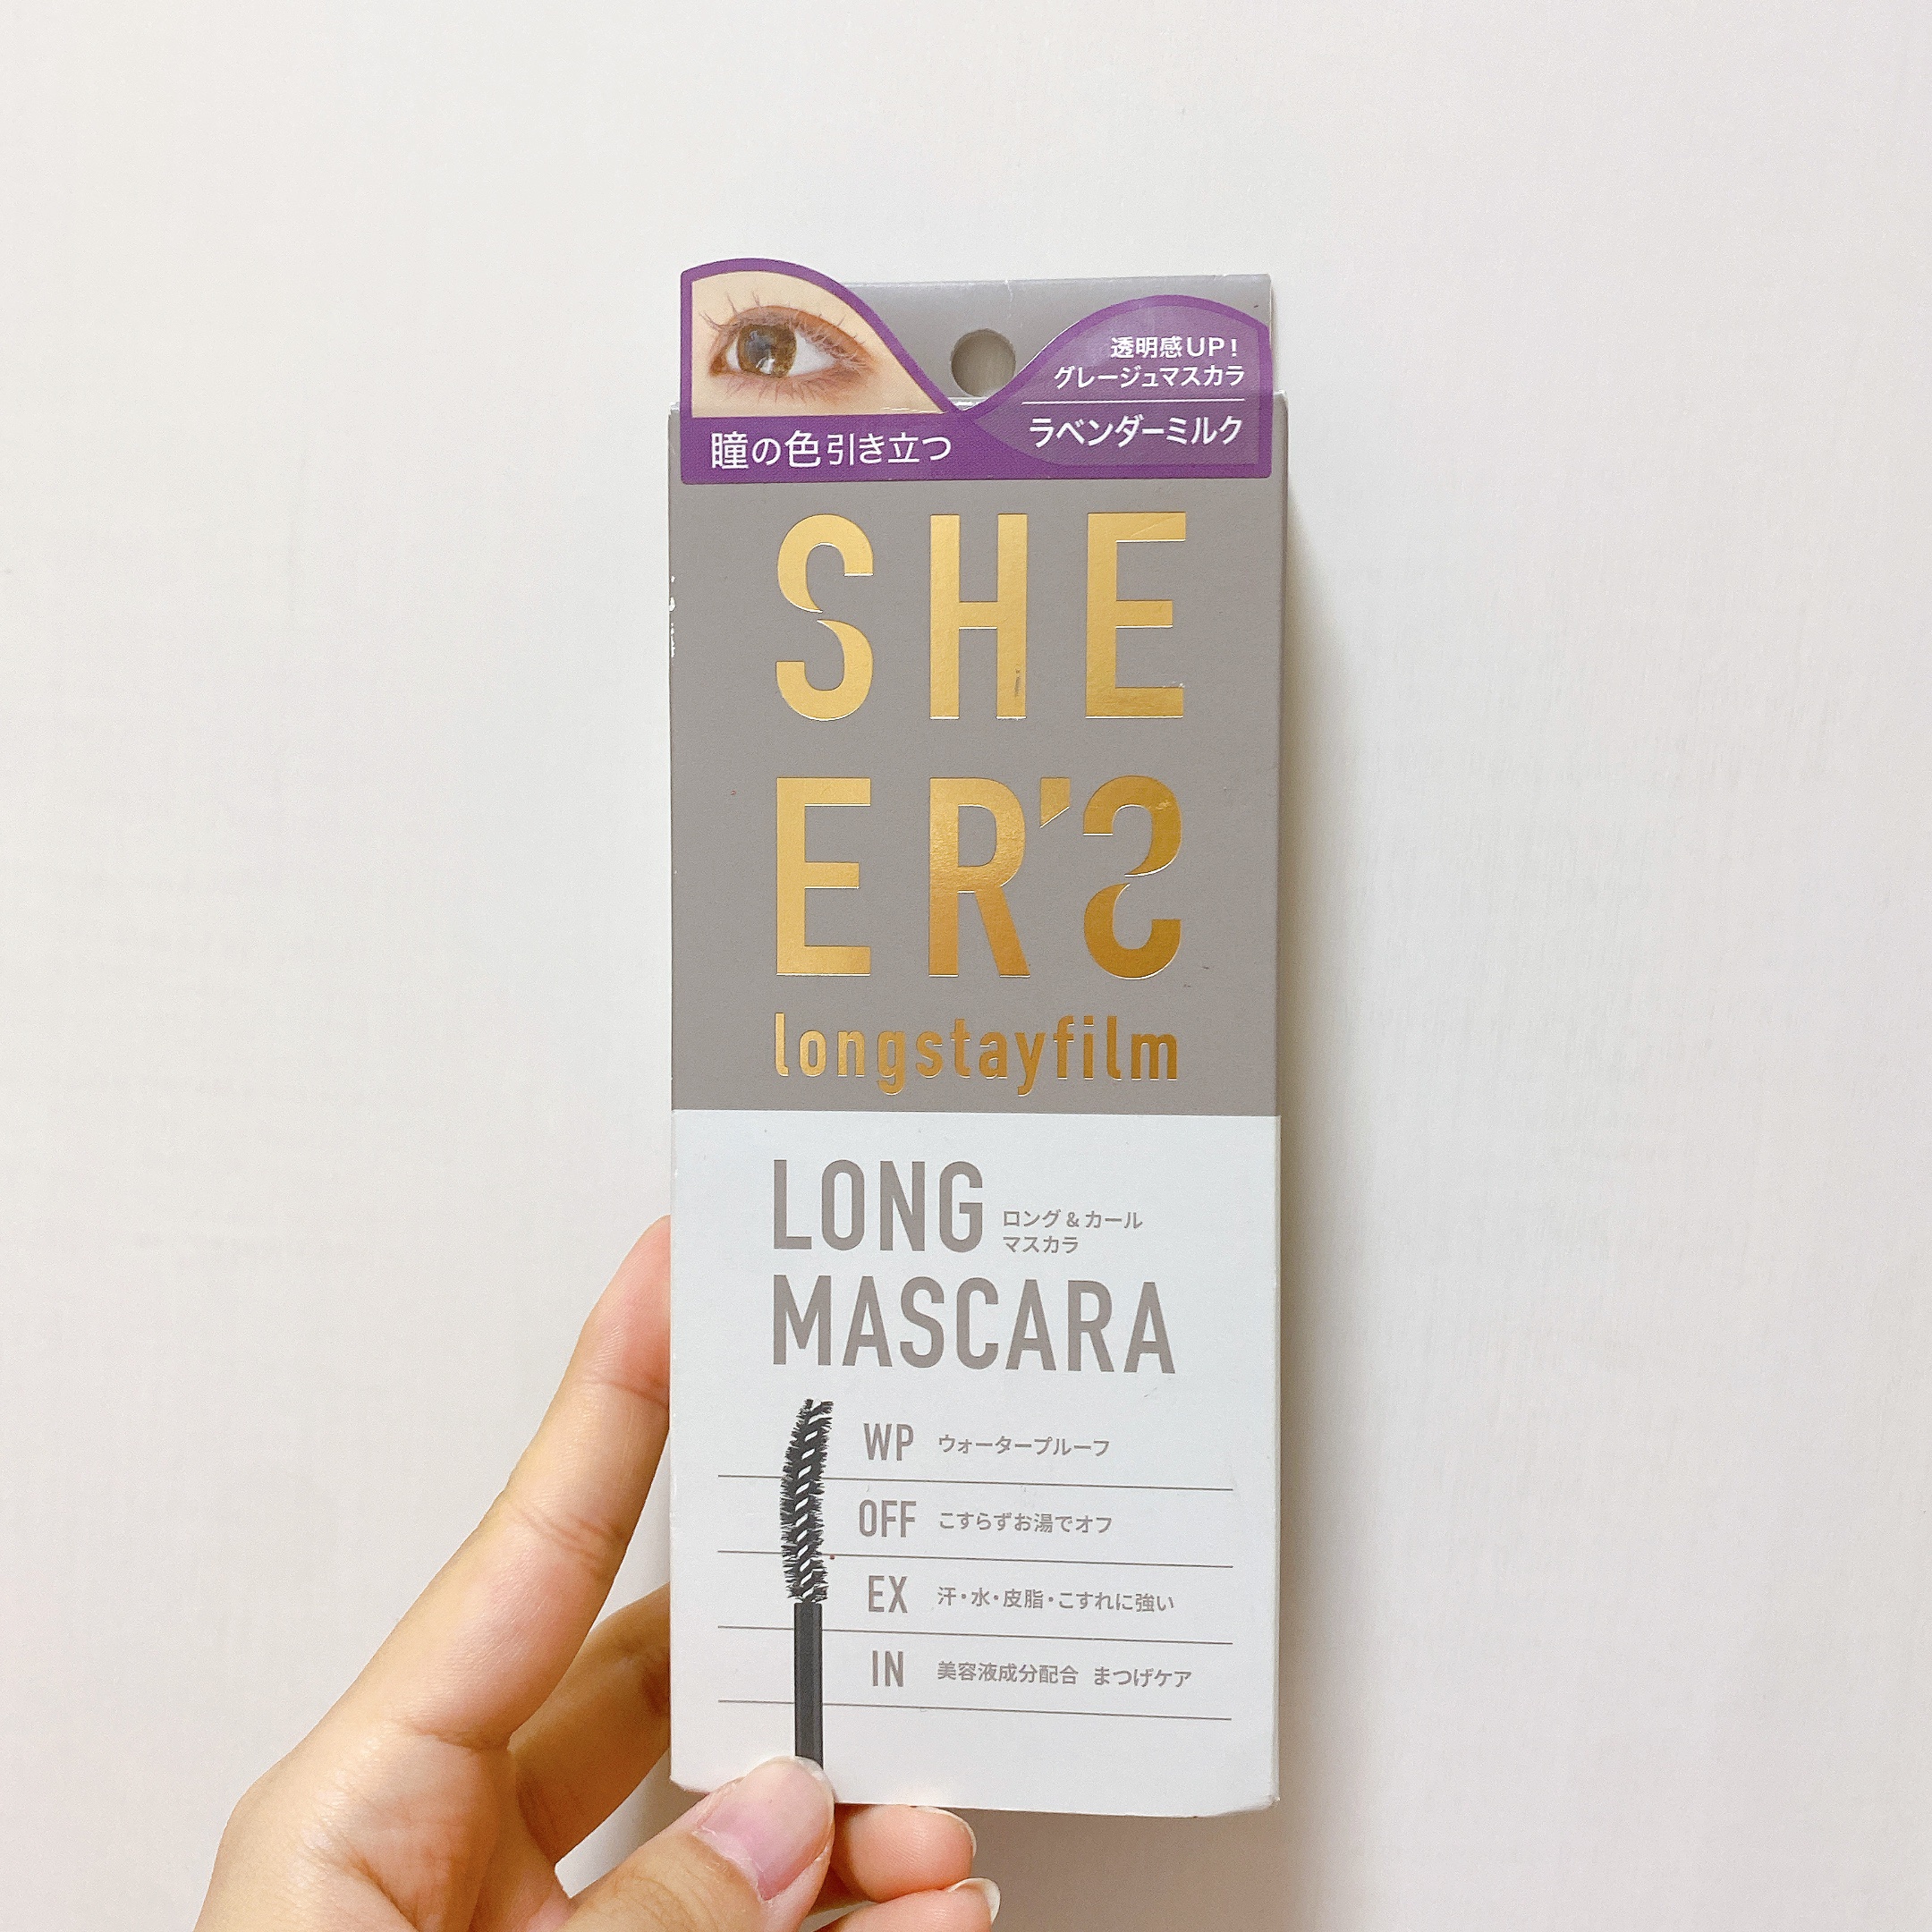 透明感UP！
グレージュマスカラ
ラベンダーミルク
瞳の色引き立つ
SHE
ER'S
longstayfilm
LONG
ロング＆カール
マスカラ
MASCARA
WP ウォータープルーフ
OFF こすらずお湯でオフ
EX 汗・水・皮脂・こすれに強い
IN 美容液成分配合 まつげケア